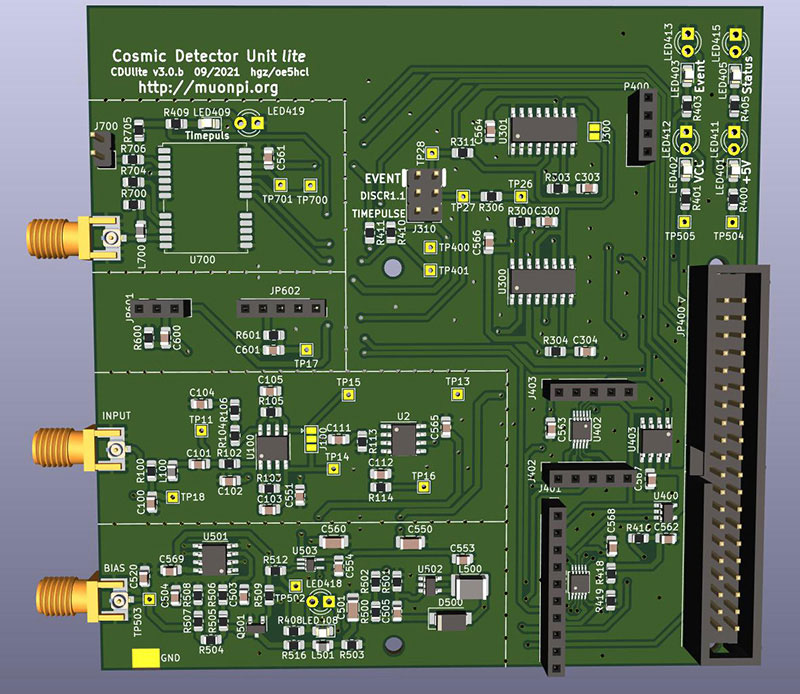 Cosmic Detector Unit lite
CDUlite v3.0.b 09/2021 hgz/oe5hcl
http://muonpi.org
LED413
LED415
LED403
Event
LED405
Status
R403
R405
LED412
LED411
LED402
VCC
LED401
+5V
R401
R400
TP505
TP504
P400
J700
R705
R409
LED409
LED419
Timepuls
R706
R704
R700
C561
TP701
TP700
L700
U700
TP28
R311
C564
U301
J300
EVENT
DISCR1.1
TIMEPULSE
J310
TP27
R306
TP26
R303
C303
R300
C300
R411
R410
TP400
TP401
C566
U300
R304
C304
JP400
JP601
JP602
R600
C600
R601
C601
TP17
INPUT
C104
TP11
R106
R104
C105
R105
TP15
TP13
C101
R102
U100
C111
R113
U2
C565
R100
L100
C102
R103
C103
C551
TP14
C112
R114
TP16
C100
TP18
J403
C553
U402
U403
J402
C567
J401
U400
R416
C562
C568
R418
R419
BIAS
C520
TP503
U501
C569
C504
R508
R507
R506
R505
R504
C503
R509
Q501
R512
U503
C560
C550
C554
TP502
LED418
R408
R516
L501
R503
C501
R502
R501
R500
C505
U502
C553
L500
D500
GND